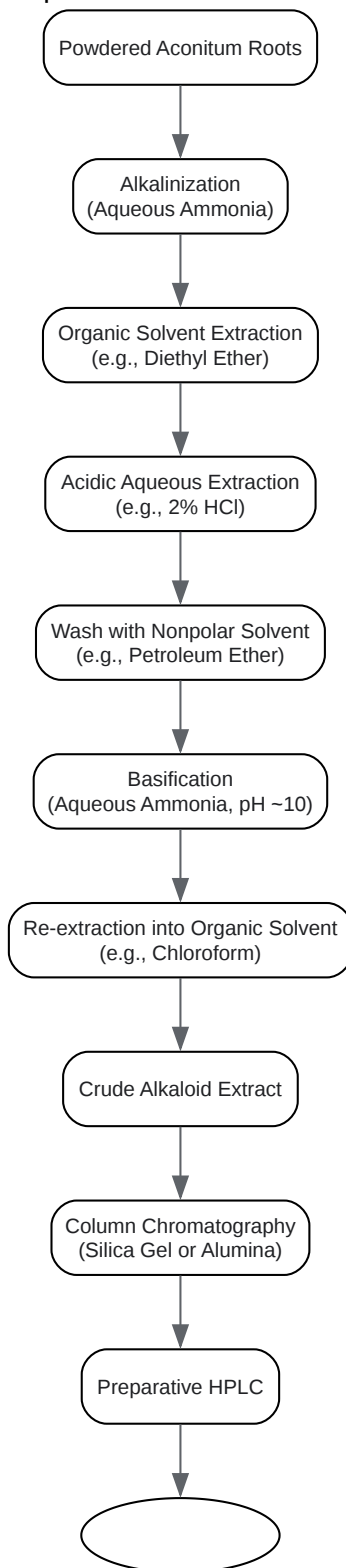 Powdered Aconitum Roots
Alkalinization
(Aqueous Ammonia)
Organic Solvent Extraction
(e.g., Diethyl Ether)
Acidic Aqueous Extraction
(e.g., 2% HCl)
Wash with Nonpolar Solvent
(e.g., Petroleum Ether)
Basification
(Aqueous Ammonia, pH ~10)
Re-extraction into Organic Solvent
(e.g., Chloroform)
Crude Alkaloid Extract
Column Chromatography
(Silica Gel or Alumina)
Preparative HPLC